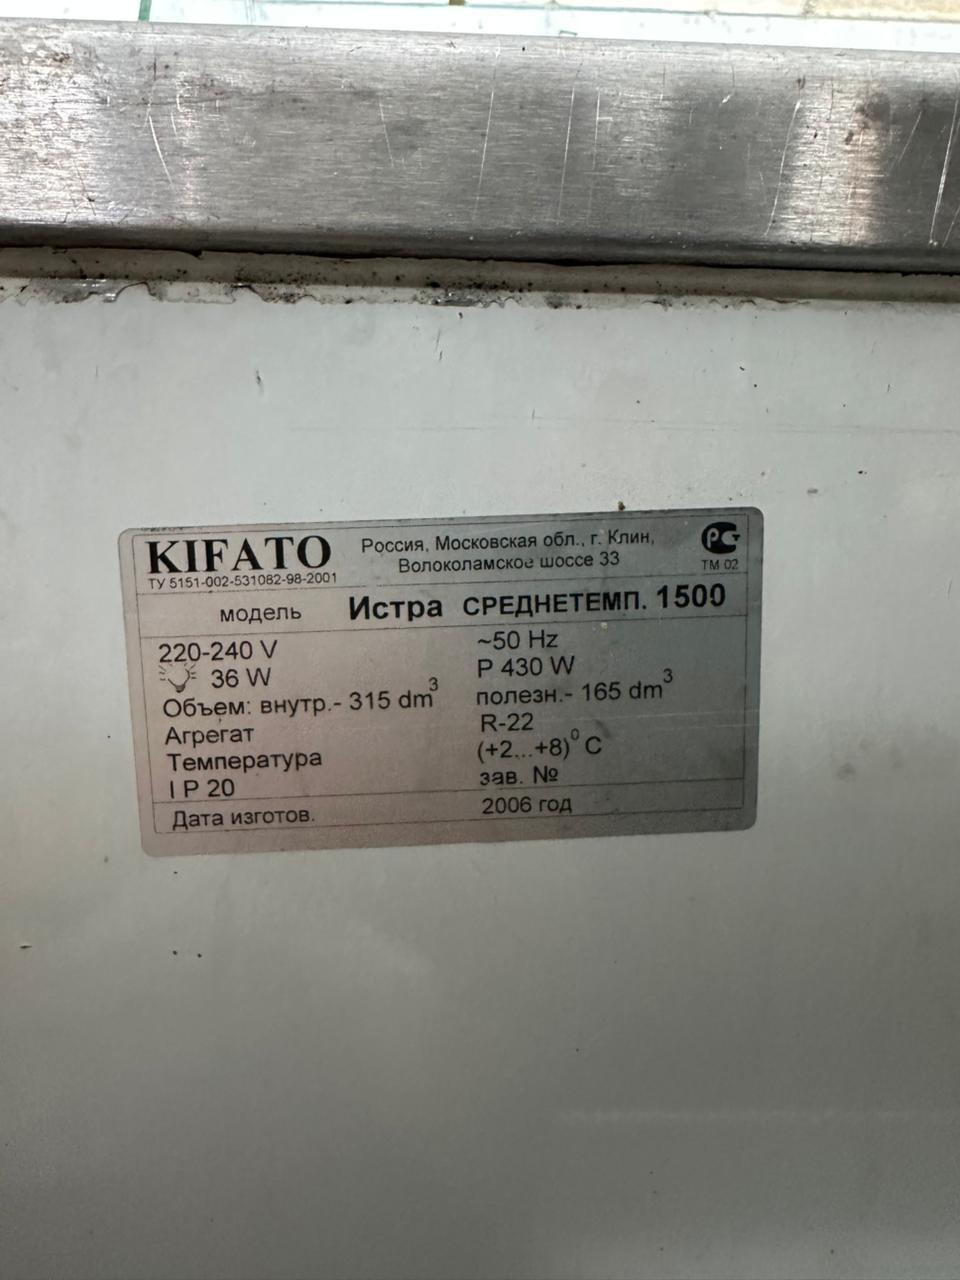 KIFATO
ТУ 5151-002-531082-98-2001
Россия, Московская обл., г. Клин,
Волоколамское шоссе 33
РСТ
ТМ 02
модель Истра СРЕДНЕТЕМП. 1500
220-240 V ~50 Hz
36 W P 430 W
Объем: внутр.- 315 dm³ полезн.- 165 dm³
Агрегат R-22
Температура (+2...+8)⁰ C
I P 20 зав. №
Дата изготов. 2006 год